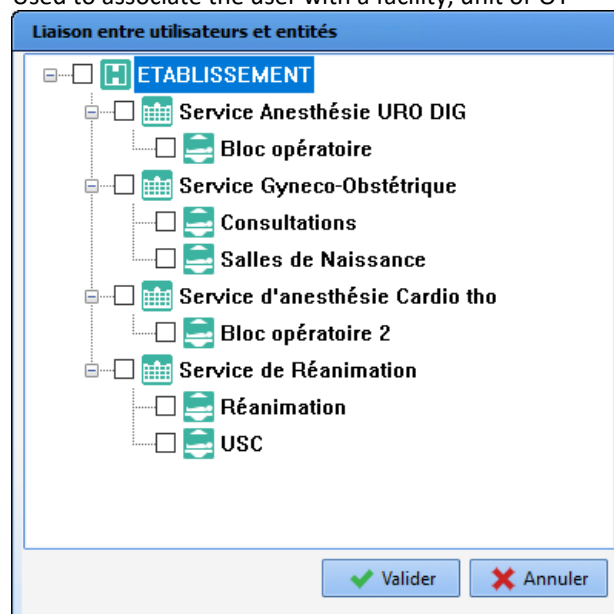 Used to associate the user with a facility, unit or OT
Liaison entre utilisateurs et entités
ETABLISSEMENT
Service Anesthésie URO DIG
Bloc opératoire
Service Gyneco-Obstétrique
Consultations
Salles de Naissance
Service d'anesthésie Cardio tho
Bloc opératoire 2
Service de Réanimation
Réanimation
USC
Valider
Annuler